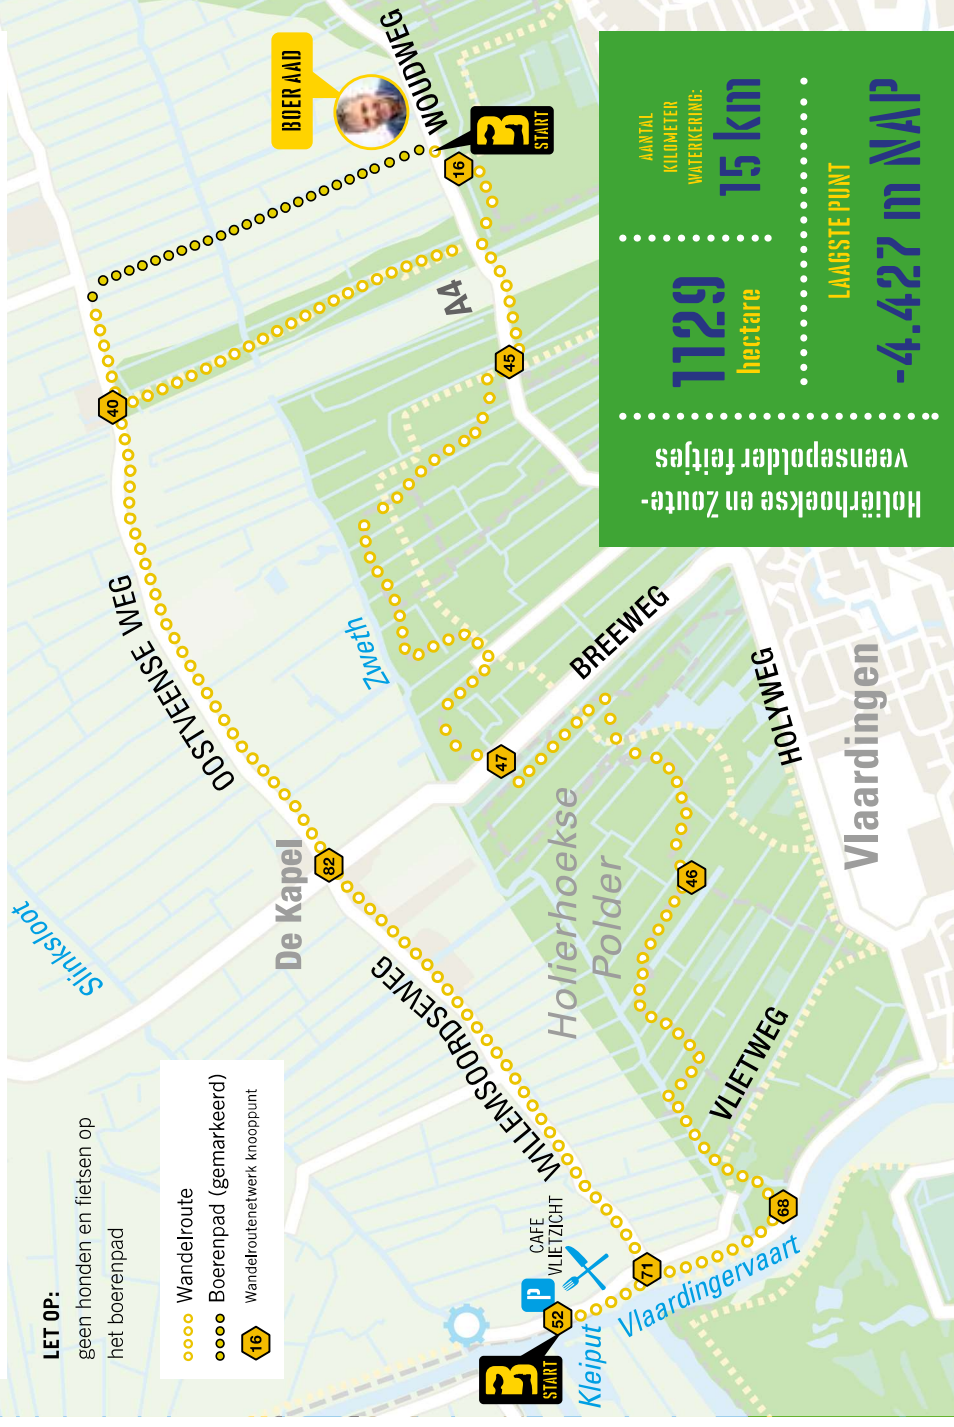 LET OP:
geen honden en fietsen op
het boerenpad
Wandelroute
Boerenpad (gemarkeerd)
16
Wandelroutenetwerk knooppunt
Slinksloot
OOSTVEENSE WEG
40
BOER AAD
WOUDWEG
16
START
A4
45
Zweth
De Kapel
82
WILLEMSOORDSEWEG
47
BREEWEG
HOLYWEG
Holierhoekse
Polder
46
Vlaardingen
VLIETWEG
68
71
CAFE
VLIETZICHT
P
52
START
Kleiput
Vlaardingervaart
Holiërhoekse en Zoute-
veensepolder feitjes
1129
hectare
AANTAL
KILOMETER
WATERKERING:
15 km
LAAGSTE PUNT
-4.427 m NAP